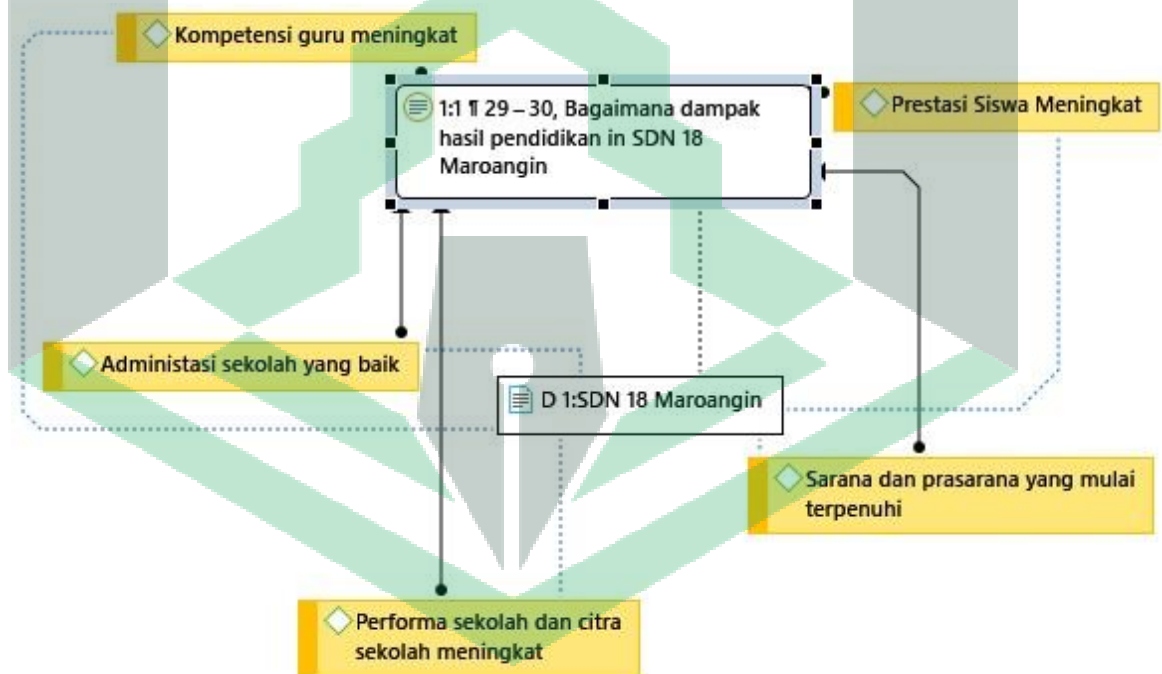 Kompetensi guru meningkat
1:1 ¶ 29 – 30, Bagaimana dampak
hasil pendidikan in SDN 18
Maroangin
Prestasi Siswa Meningkat
Administasi sekolah yang baik
D 1:SDN 18 Maroangin
Sarana dan prasarana yang mulai
terpenuhi
Performa sekolah dan citra
sekolah meningkat